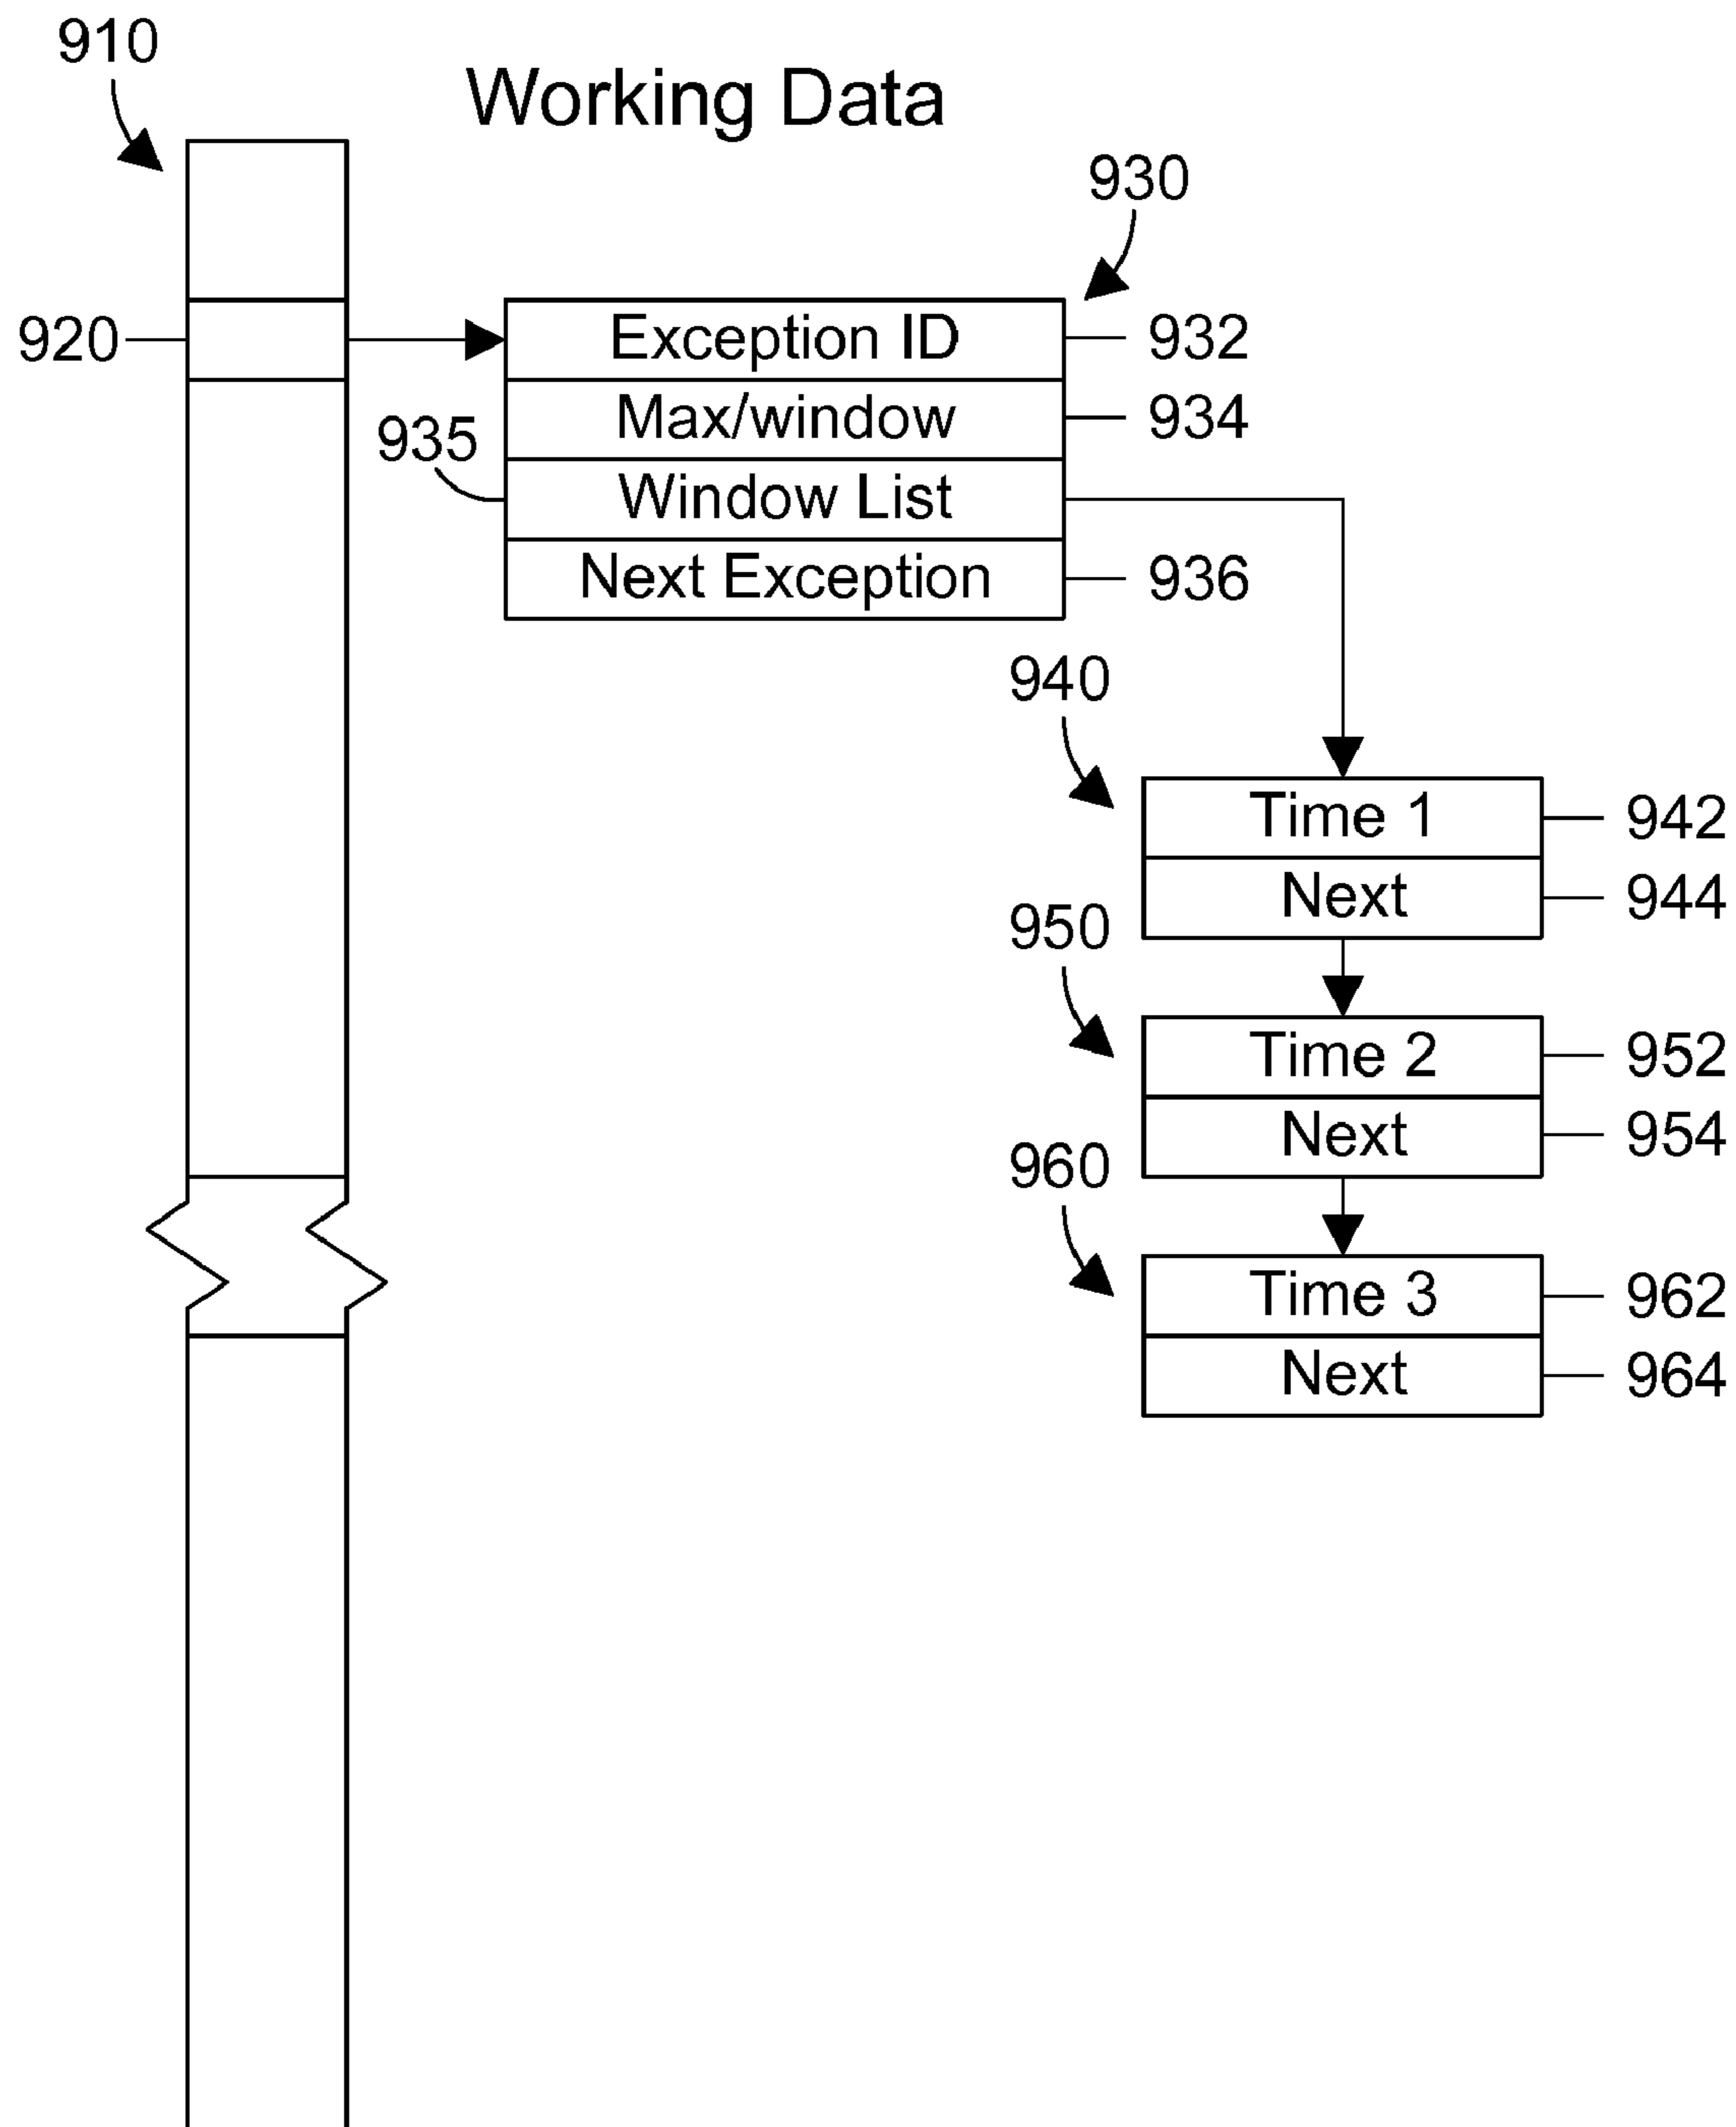 910
Working Data
930
920
Exception ID
932
Max/window
934
935
Window List
Next Exception
936
940
Time 1
942
Next
944
950
Time 2
952
Next
954
960
Time 3
962
Next
964